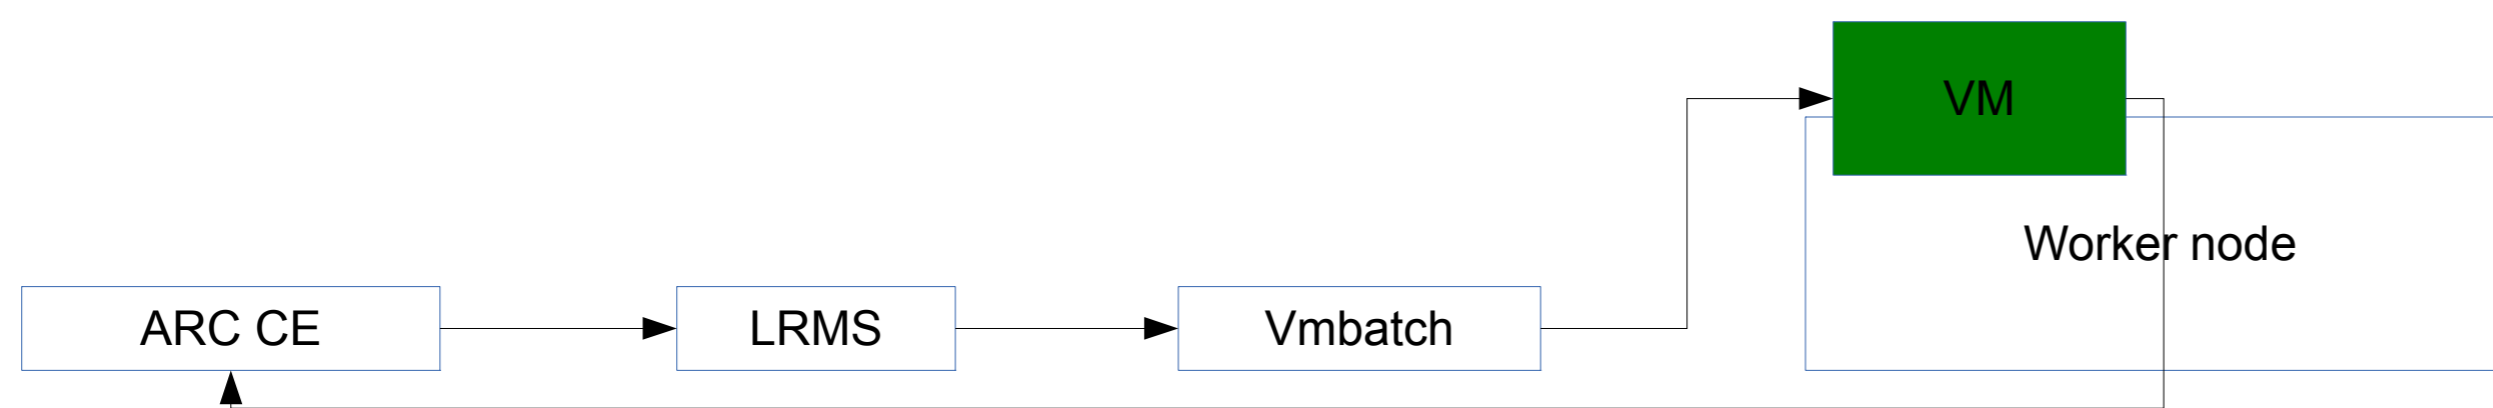 VM
Worker node
ARC CE
LRMS
Vmbatch